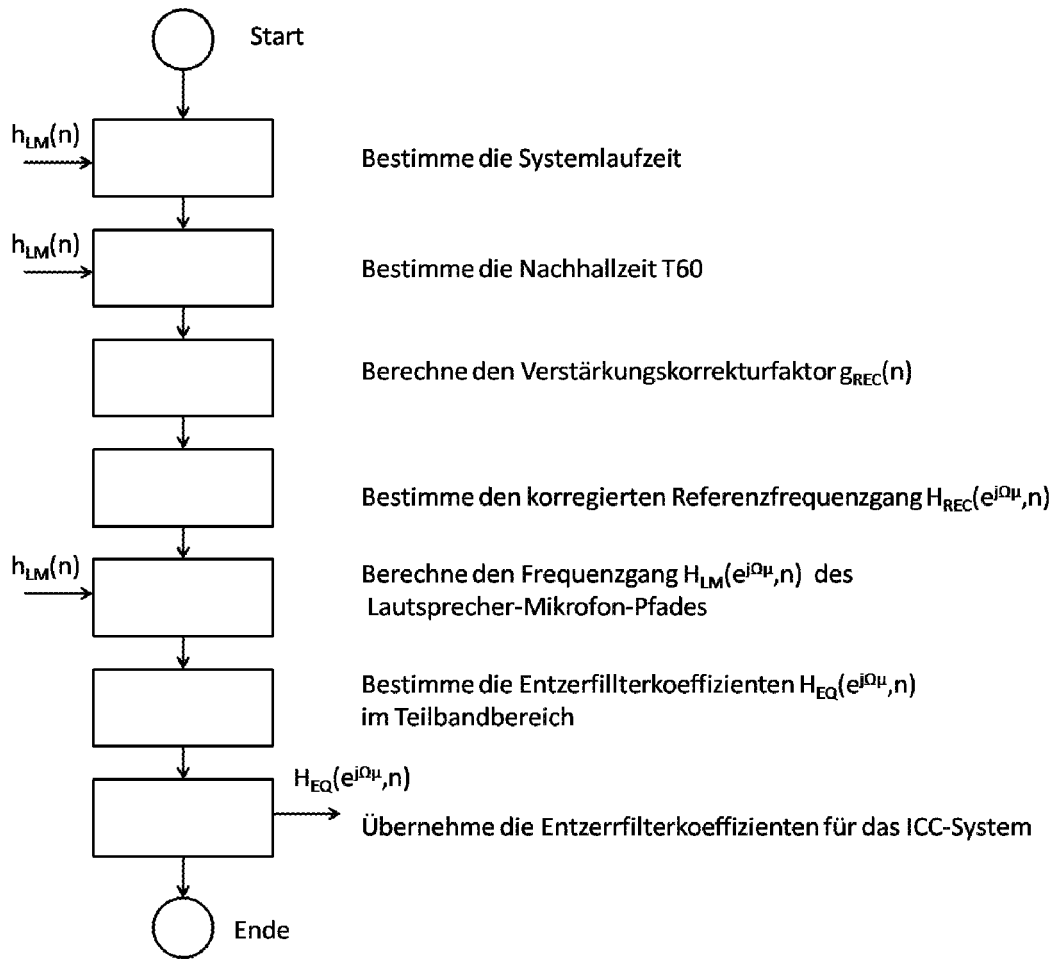 Start
h_LM(n)
Bestimme die Systemlaufzeit
h_LM(n)
Bestimme die Nachhallzeit T60
Berechne den Verstärkungskorrekturfaktor g_REC(n)
Bestimme den korregierten Referenzfrequenzgang H_REC(e^jΩμ,n)
h_LM(n)
Berechne den Frequenzgang H_LM(e^jΩμ,n) des
Lautsprecher-Mikrofon-Pfades
Bestimme die Entzerfillterkoeffizienten H_EQ(e^jΩμ,n)
im Teilbandbereich
H_EQ(e^jΩμ,n)
Übernehme die Entzerrfilterkoeffizienten für das ICC-System
Ende